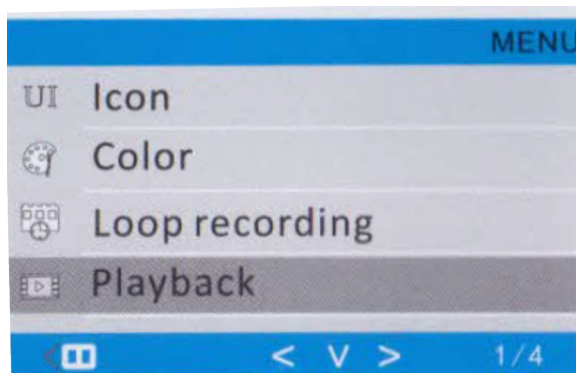 MENU
UI Icon
Color
Loop recording
Playback
< V > 1/4